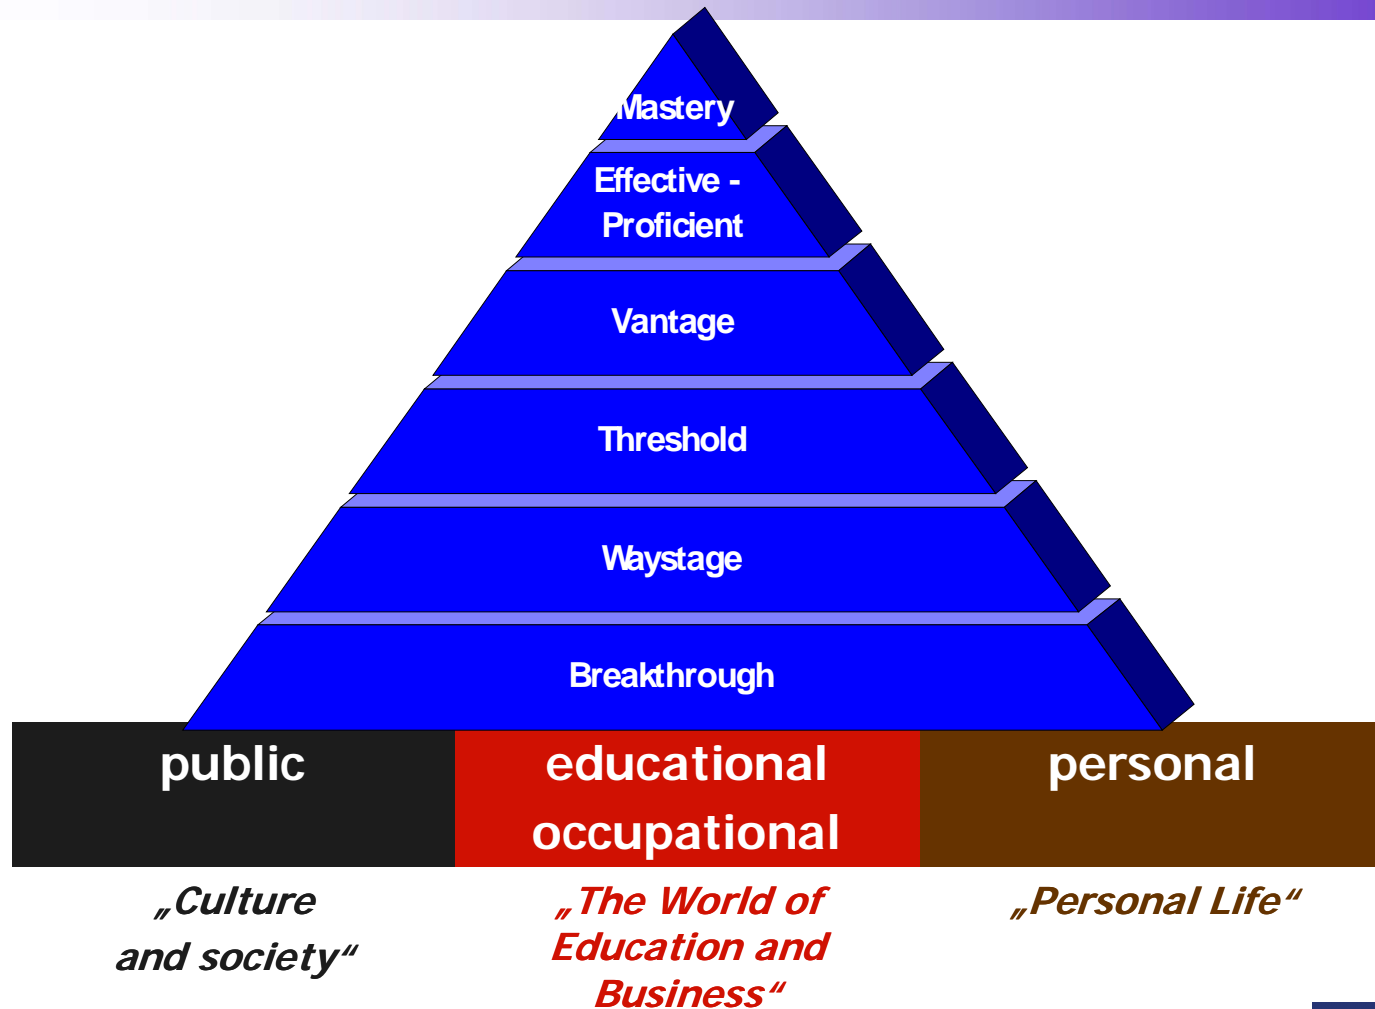 Mastery
Effective -
Proficient
Vantage
Threshold
Waystage
Breakthrough
public
educational
occupational
personal
„Culture
and society“
„The World of
Education and
Business“
„Personal Life“